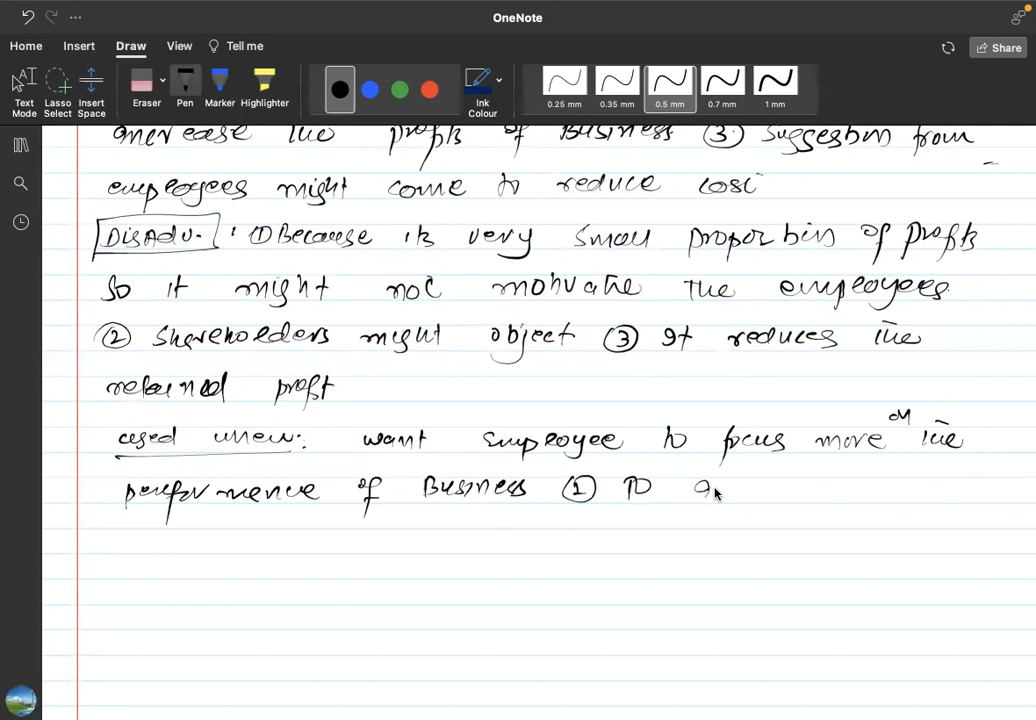 OneNote
Home Insert Draw View Tell me
Share
Text Mode
Lasso Select
Insert Space
Eraser
Pen
Marker
Highlighter
Ink Colour
0.25 mm
0.35 mm
0.5 mm
0.7 mm
1 mm
increase the profits of Business ③ Suggestion from
employees might come to reduce cost
DisAdv. : ① Because its very small proportion of profits
So it might not motivate the employees
② Shareholders might object ③ It reduces the
retained profit
used when: want employee to focus more on the
performence of Business ① To